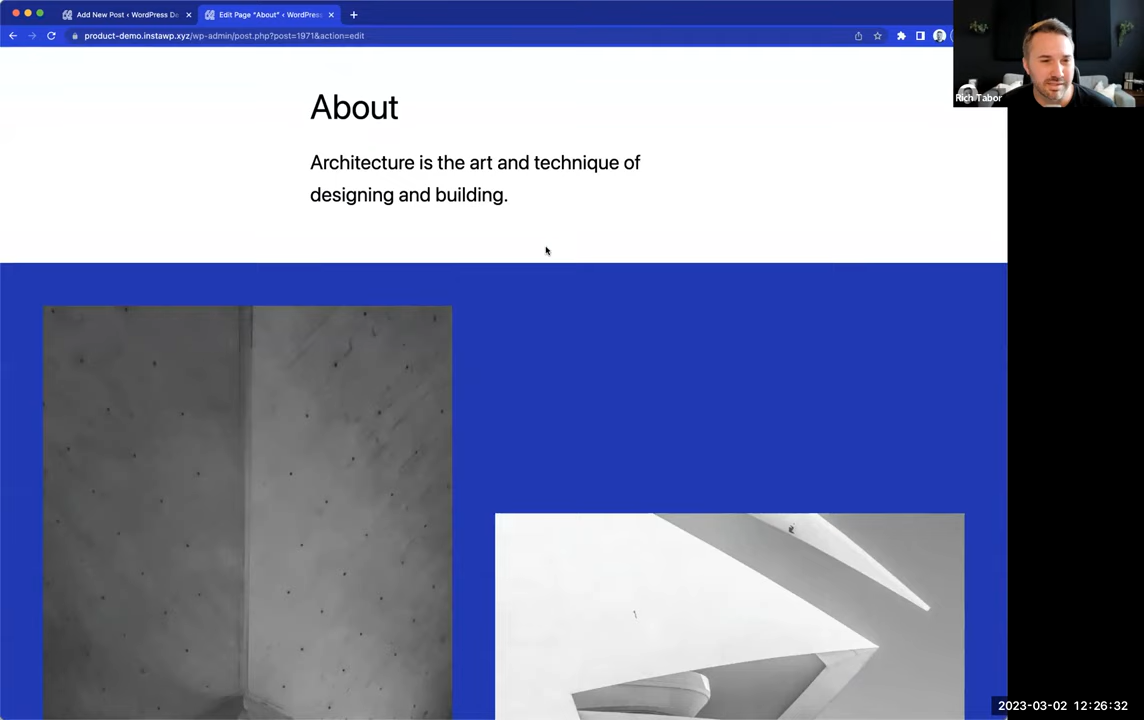 Add New Post ‹ WordPress De
Edit Page "About" ‹ WordPress
product-demo.instawp.xyz/wp-admin/post.php?post=1971&action=edit
Rich Tabor
About
Architecture is the art and technique of
designing and building.
2023-03-02 12:26:32